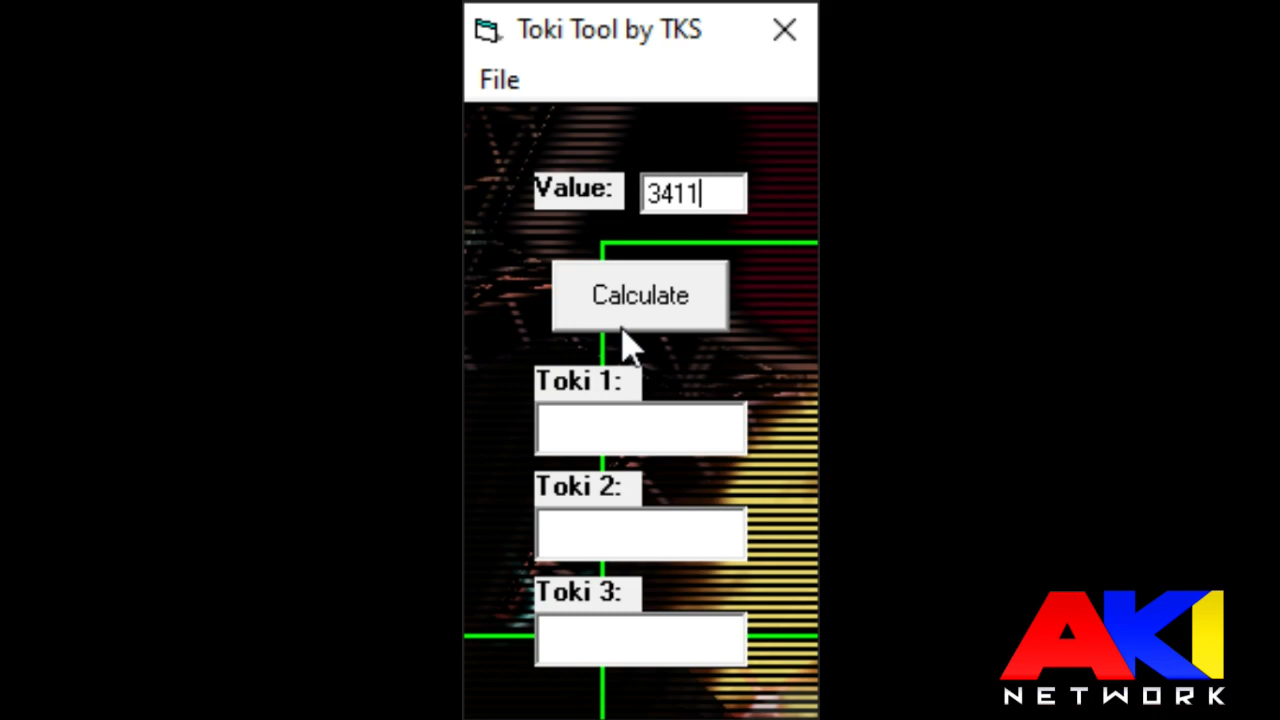 Toki Tool by TKS
File
Value: 3411
Calculate
Toki 1:
Toki 2:
Toki 3:
AKI
NETWORK